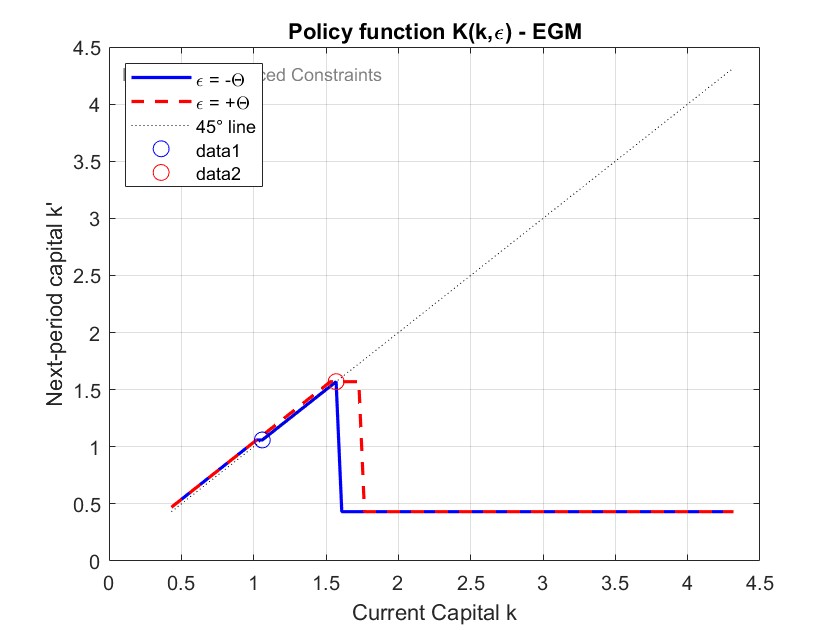 Policy function K(k,ϵ) - EGM
ced Constraints
ϵ = -Θ
ϵ = +Θ
45° line
data1
data2
Next-period capital k'
4.5
4
3.5
3
2.5
2
1.5
1
0.5
0
0 0.5 1 1.5 2 2.5 3 3.5 4 4.5
Current Capital k